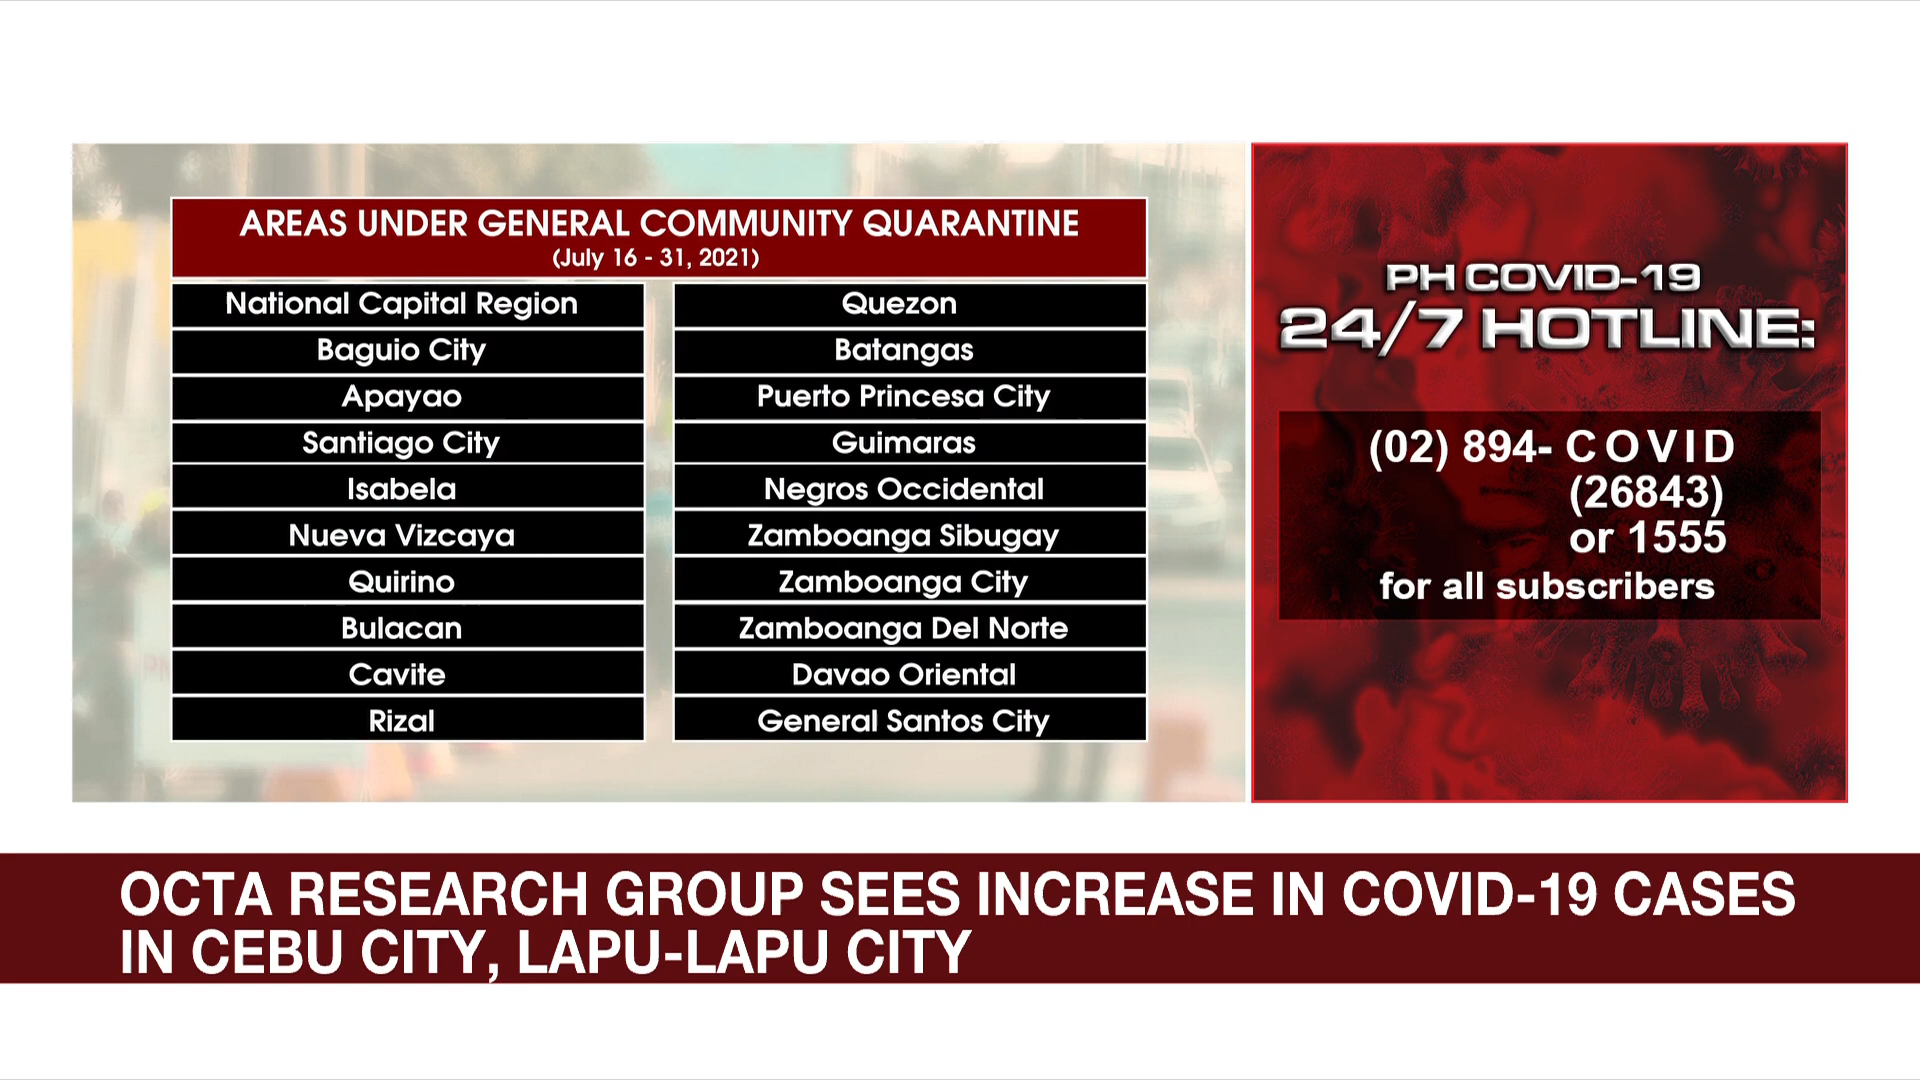 AREAS UNDER GENERAL COMMUNITY QUARANTINE
(July 16 - 31, 2021)
National Capital Region
Baguio City
Apayao
Santiago City
Isabela
Nueva Vizcaya
Quirino
Bulacan
Cavite
Rizal
Quezon
Batangas
Puerto Princesa City
Guimaras
Negros Occidental
Zamboanga Sibugay
Zamboanga City
Zamboanga Del Norte
Davao Oriental
General Santos City
PH COVID-19
24/7 HOTLINE:
(02) 894- COVID
(26843)
or 1555
for all subscribers
OCTA RESEARCH GROUP SEES INCREASE IN COVID-19 CASES
IN CEBU CITY, LAPU-LAPU CITY